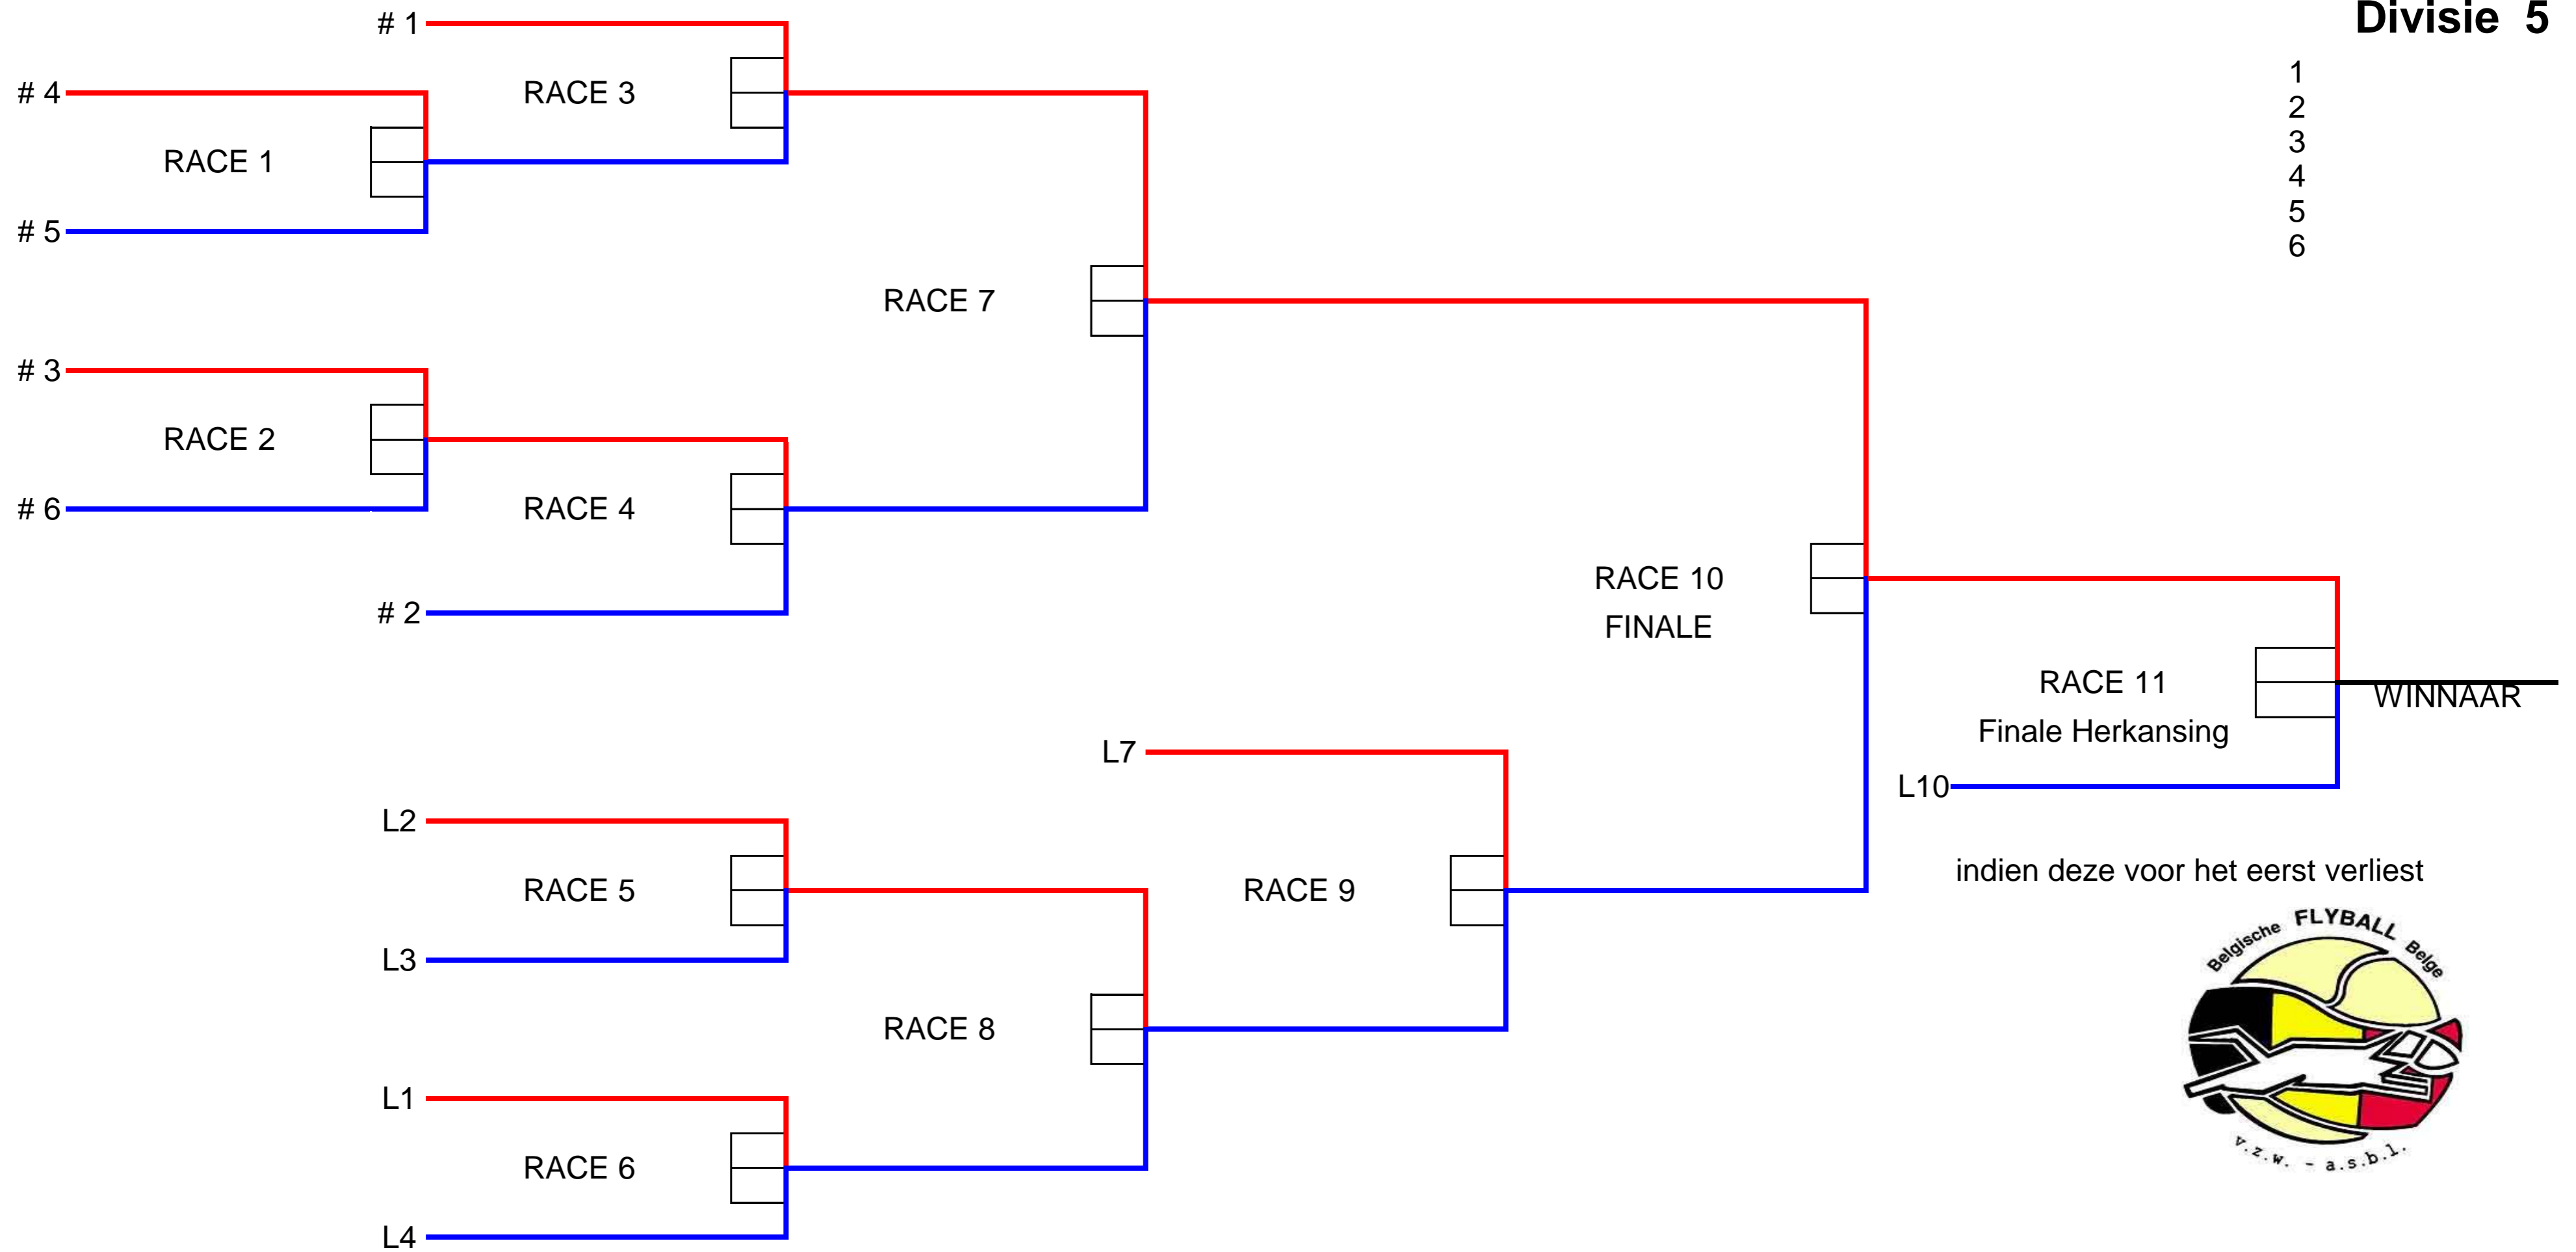 Divisie 5
1
2
3
4
5
6
# 1
# 4
RACE 3
RACE 1
# 5
RACE 7
# 3
RACE 2
RACE 4
# 6
# 2
RACE 10
FINALE
RACE 11
WINNAAR
Finale Herkansing
L7
L10
L2
indien deze voor het eerst verliest
RACE 5
RACE 9
L3
Belgische FLYBALL Belge
RACE 8
L1
RACE 6
v.z.w. - a.s.b.l.
L4